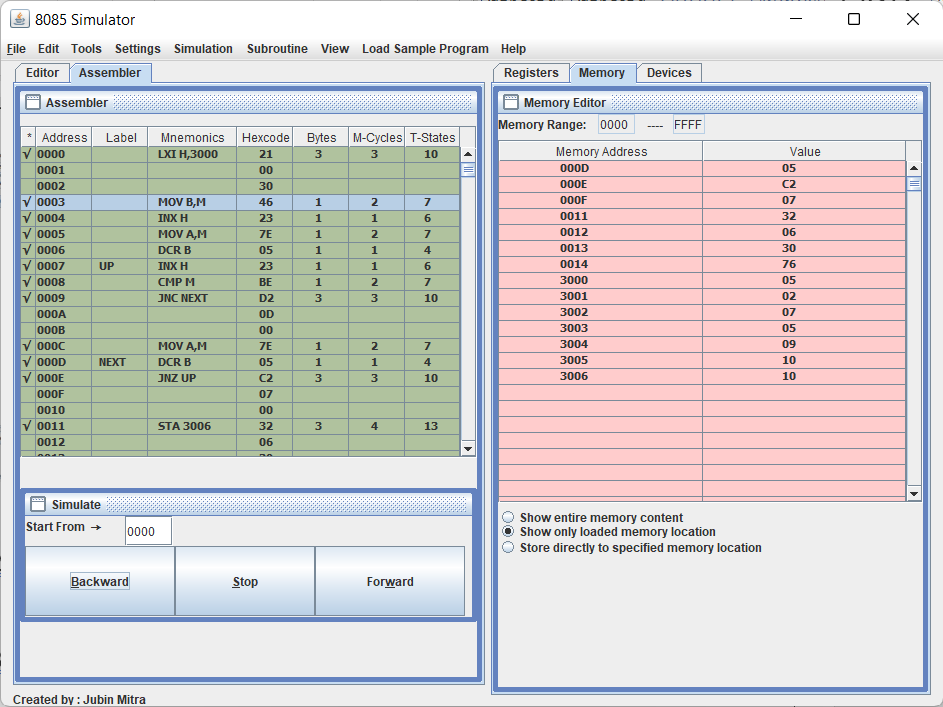 8085 Simulator
File Edit Tools Settings Simulation Subroutine View Load Sample Program Help
Editor Assembler
Assembler
* Address Label Mnemonics Hexcode Bytes M-Cycles T-States
√ 0000 LXI H,3000 21 3 3 10
0001 00
0002 30
√ 0003 MOV B,M 46 1 2 7
√ 0004 INX H 23 1 1 6
√ 0005 MOV A,M 7E 1 2 7
√ 0006 DCR B 05 1 1 4
√ 0007 UP INX H 23 1 1 6
√ 0008 CMP M BE 1 2 7
√ 0009 JNC NEXT D2 3 3 10
000A 0D
000B 00
√ 000C MOV A,M 7E 1 2 7
√ 000D NEXT DCR B 05 1 1 4
√ 000E JNZ UP C2 3 3 10
000F 07
0010 00
√ 0011 STA 3006 32 3 4 13
0012 06
Simulate
Start From → 0000
Backward Stop Forward
Created by : Jubin Mitra
Registers Memory Devices
Memory Editor
Memory Range: 0000 ---- FFFF
Memory Address Value
000D 05
000E C2
000F 07
0011 32
0012 06
0013 30
0014 76
3000 05
3001 02
3002 07
3003 05
3004 09
3005 10
3006 10
Show entire memory content
Show only loaded memory location
Store directly to specified memory location